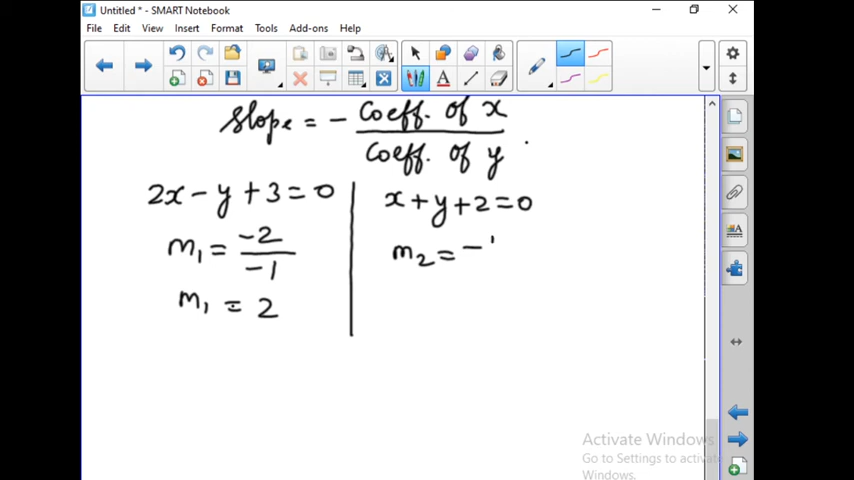 Untitled * - SMART Notebook
File Edit View Insert Format Tools Add-ons Help
Slope = - Coeff. of x / Coeff. of y
2x - y + 3 = 0
m₁ = -2 / -1
m₁ = 2
x + y + 2 = 0
m₂ = -
Activate Windows
Go to Settings to activate
Windows.